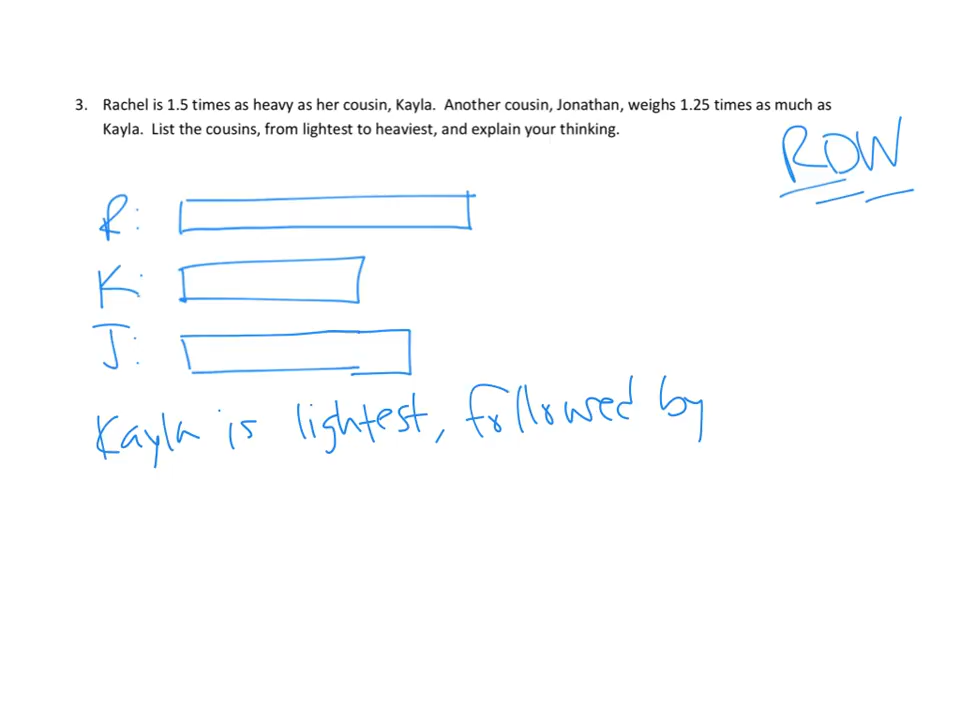 3. Rachel is 1.5 times as heavy as her cousin, Kayla. Another cousin, Jonathan, weighs 1.25 times as much as
Kayla. List the cousins, from lightest to heaviest, and explain your thinking.
RDW
R:
K:
J:
Kayla is lightest, followed by